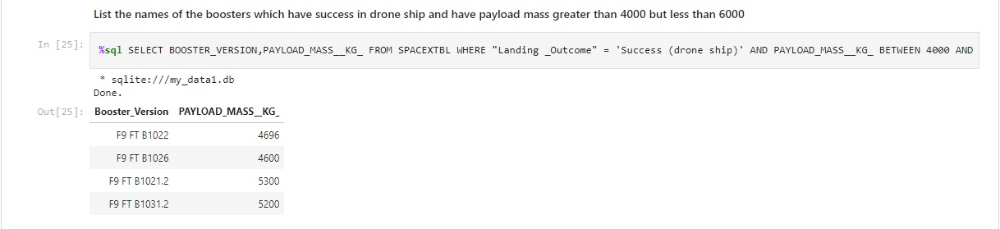 List the names of the boosters which have success in drone ship and have payload mass greater than 4000 but less than 6000
In [25]: %sql SELECT BOOSTER_VERSION,PAYLOAD_MASS__KG_ FROM SPACEXTBL WHERE "Landing _Outcome" = 'Success (drone ship)' AND PAYLOAD_MASS__KG_ BETWEEN 4000 AND
* sqlite:///my_data1.db
Done.
Out[25]: Booster_Version PAYLOAD_MASS__KG_
F9 FT B1022 4696
F9 FT B1026 4600
F9 FT B1021.2 5300
F9 FT B1031.2 5200